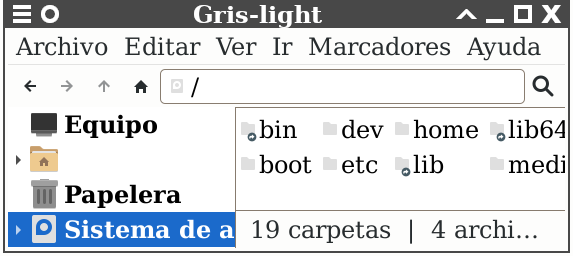 Gris-light
Archivo Editar Ver Ir Marcadores Ayuda
/
Equipo
Papelera
Sistema de a
bin dev home lib64
boot etc lib medi
19 carpetas | 4 archi...